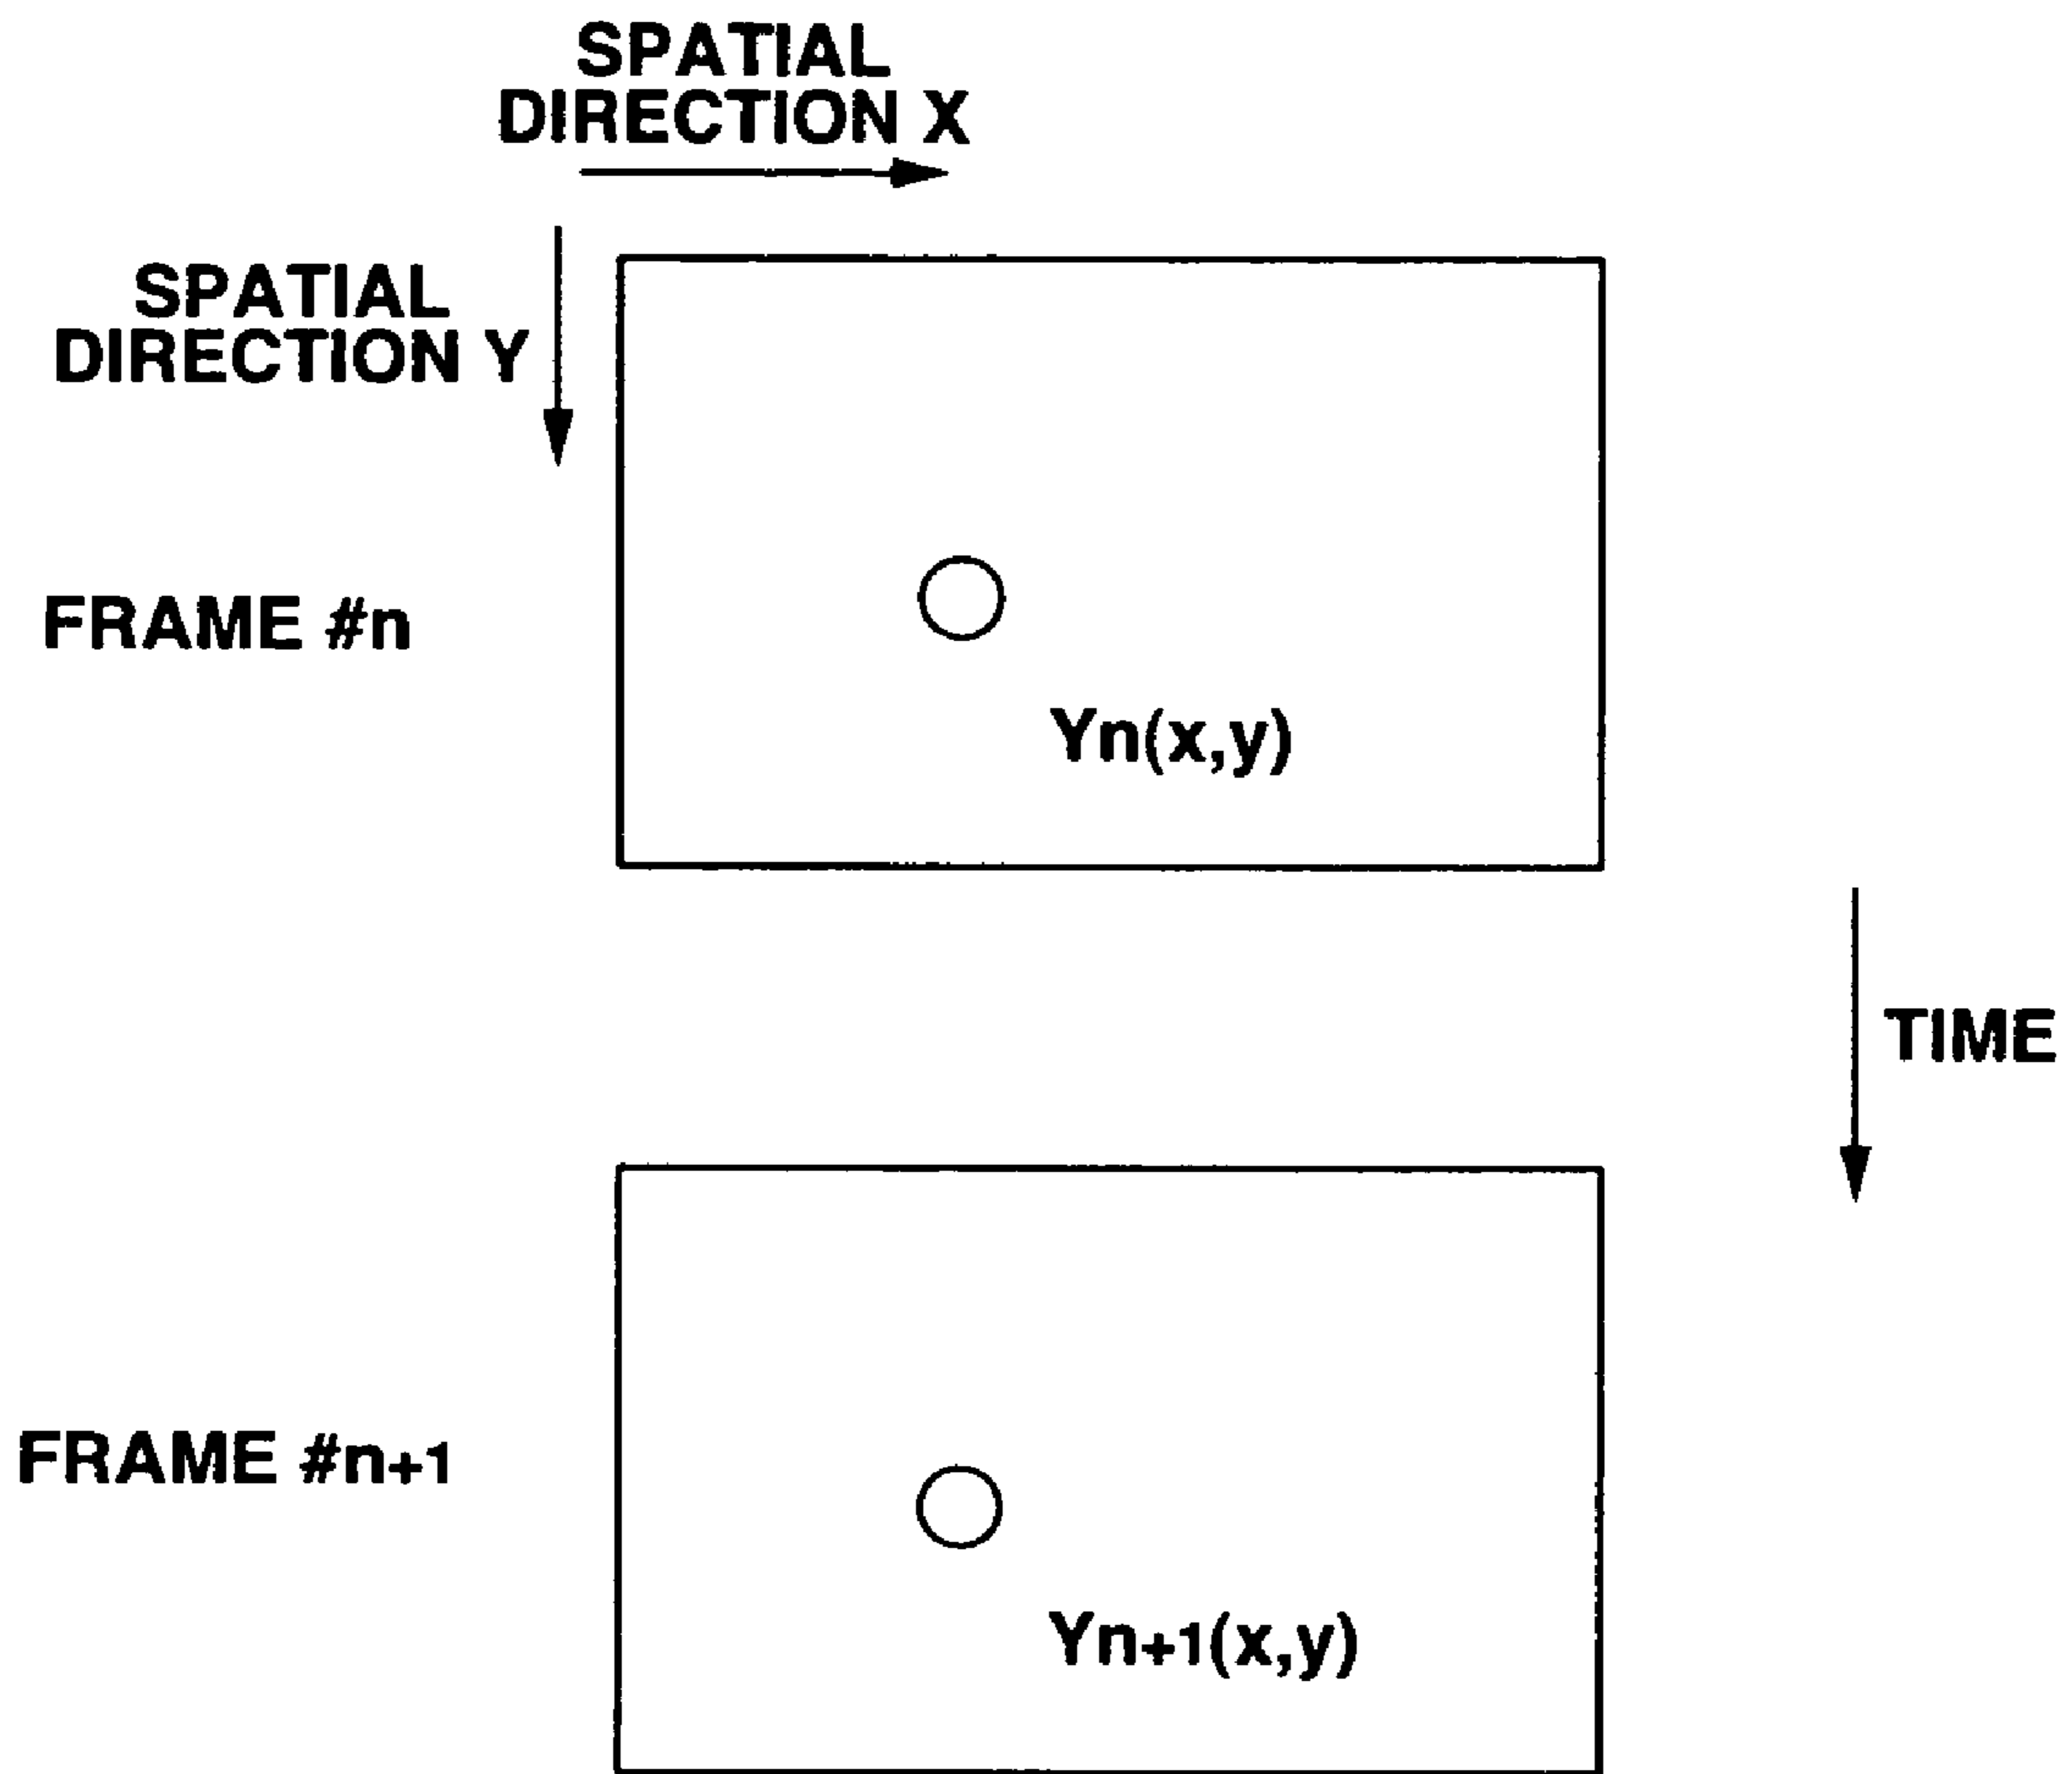 SPATIAL
DIRECTION X
SPATIAL
DIRECTION Y
FRAME #n
Yn(x,y)
TIME
FRAME #n+1
Yn+1(x,y)